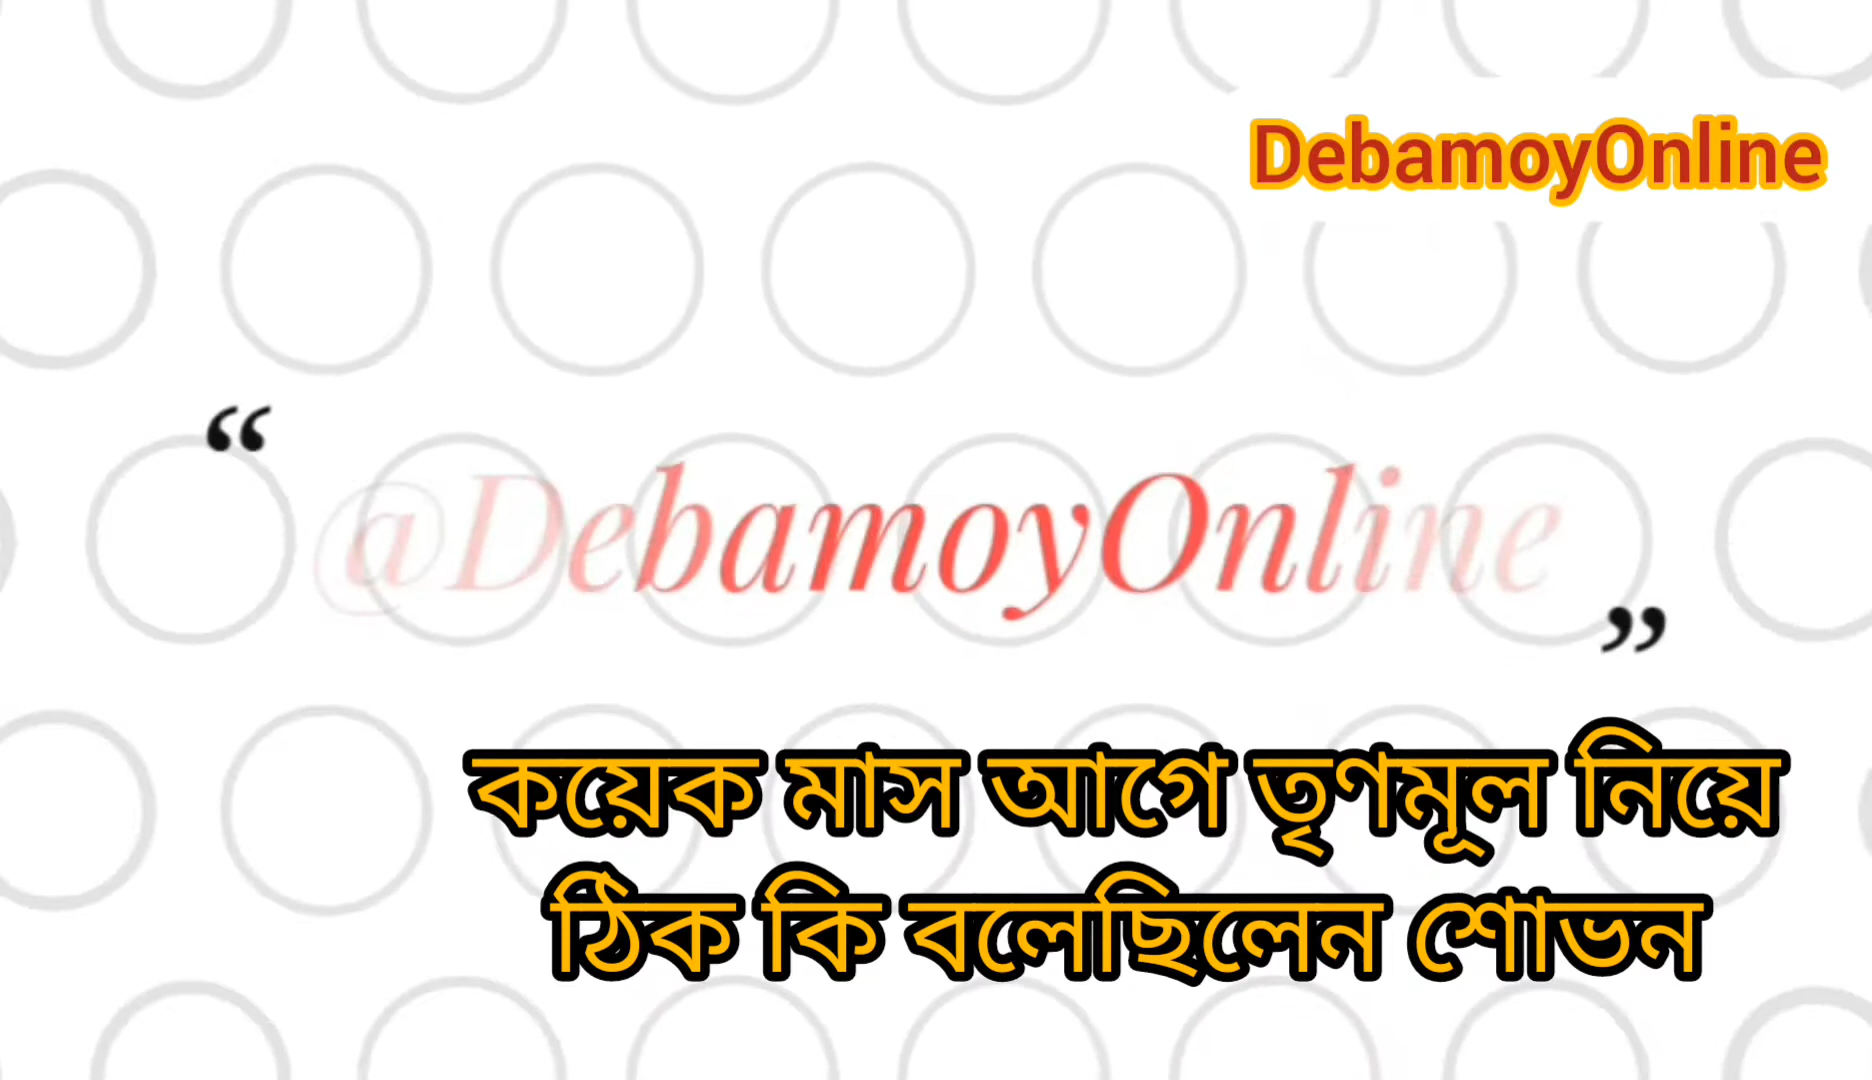 DebamoyOnline
“
@DebamoyOnline
”
কয়েক মাস আগে তৃণমূল নিয়ে
ঠিক কি বলেছিলেন শোভন